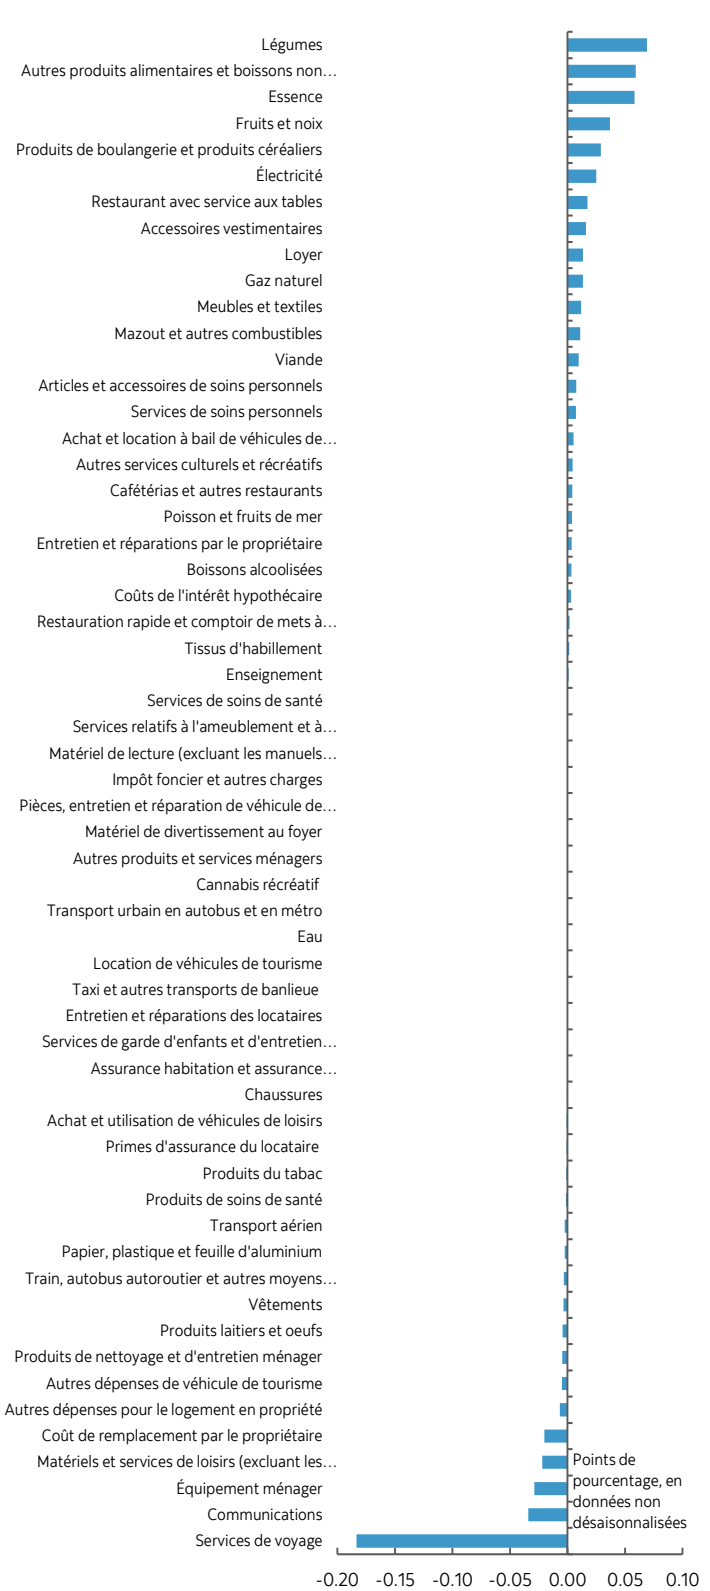 Légumes
Autres produits alimentaires et boissons non…
Essence
Fruits et noix
Produits de boulangerie et produits céréaliers
Électricité
Restaurant avec service aux tables
Accessoires vestimentaires
Loyer
Gaz naturel
Meubles et textiles
Mazout et autres combustibles
Viande
Articles et accessoires de soins personnels
Services de soins personnels
Achat et location à bail de véhicules de…
Autres services culturels et récréatifs
Cafétérias et autres restaurants
Poisson et fruits de mer
Entretien et réparations par le propriétaire
Boissons alcoolisées
Coûts de l'intérêt hypothécaire
Restauration rapide et comptoir de mets à…
Tissus d'habillement
Enseignement
Services de soins de santé
Services relatifs à l'ameublement et à…
Matériel de lecture (excluant les manuels…
Impôt foncier et autres charges
Pièces, entretien et réparation de véhicule de…
Matériel de divertissement au foyer
Autres produits et services ménagers
Cannabis récréatif
Transport urbain en autobus et en métro
Eau
Location de véhicules de tourisme
Taxi et autres transports de banlieue
Entretien et réparations des locataires
Services de garde d'enfants et d'entretien…
Assurance habitation et assurance…
Chaussures
Achat et utilisation de véhicules de loisirs
Primes d'assurance du locataire
Produits du tabac
Produits de soins de santé
Transport aérien
Papier, plastique et feuille d'aluminium
Train, autobus autoroutier et autres moyens…
Vêtements
Produits laitiers et oeufs
Produits de nettoyage et d'entretien ménager
Autres dépenses de véhicule de tourisme
Autres dépenses pour le logement en propriété
Coût de remplacement par le propriétaire
Matériels et services de loisirs (excluant les…
Équipement ménager
Communications
Services de voyage
Points de
pourcentage, en
données non
désaisonnalisées
-0.20 -0.15 -0.10 -0.05 0.00 0.05 0.10